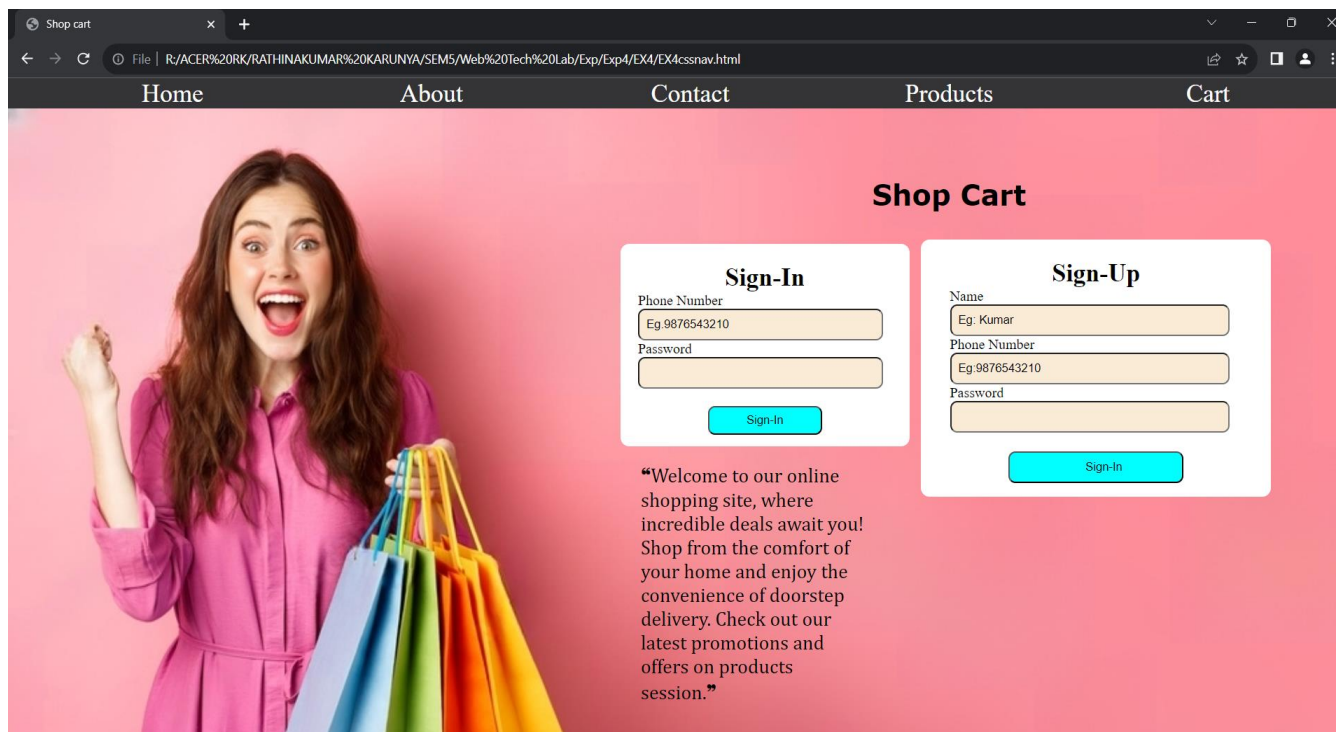 Shop cart
File | R:/ACER%20RK/RATHINAKUMAR%20KARUNYA/SEM5/Web%20Tech%20Lab/Exp/Exp4/EX4/EX4cssnav.html
Home About Contact Products Cart
Shop Cart
Sign-In
Phone Number
Eg.9876543210
Password
Sign-In
Sign-Up
Name
Eg: Kumar
Phone Number
Eg:9876543210
Password
Sign-In
❝Welcome to our online
shopping site, where
incredible deals await you!
Shop from the comfort of
your home and enjoy the
convenience of doorstep
delivery. Check out our
latest promotions and
offers on products
session.❞